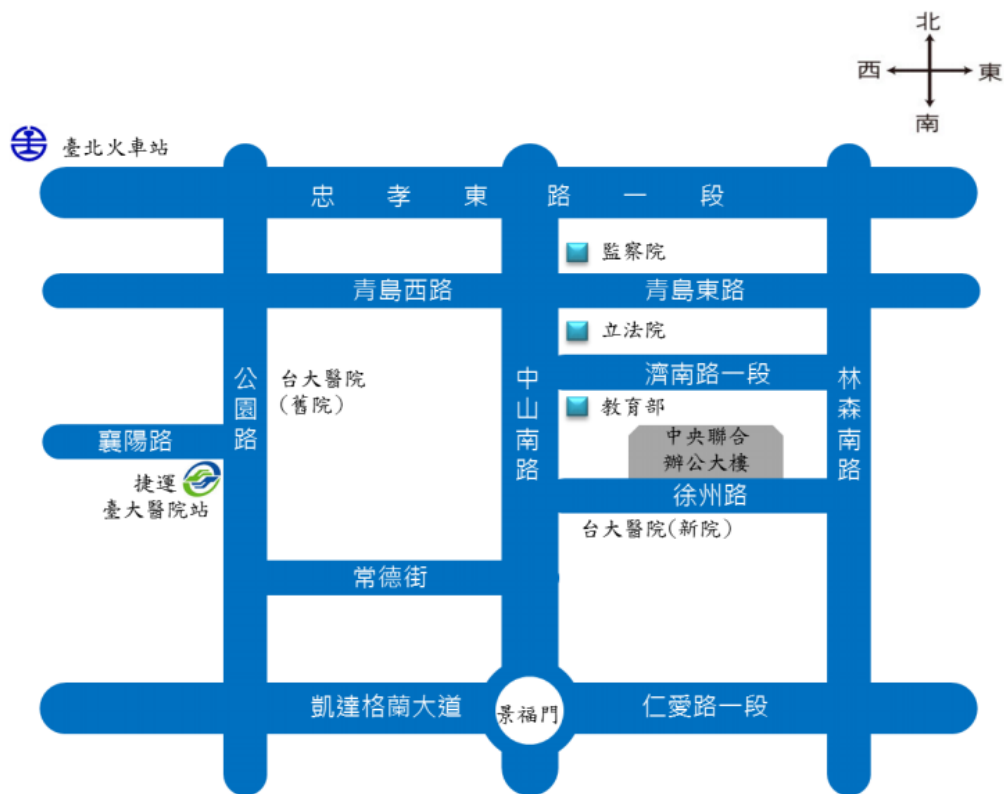 北
西 東
南
臺北火車站
忠孝東路一段
監察院
青島西路
青島東路
立法院
公園路
台大醫院
(舊院)
中山南路
濟南路一段
林森南路
教育部
襄陽路
中央聯合
辦公大樓
捷運
臺大醫院站
徐州路
台大醫院(新院)
常德街
凱達格蘭大道
景福門
仁愛路一段